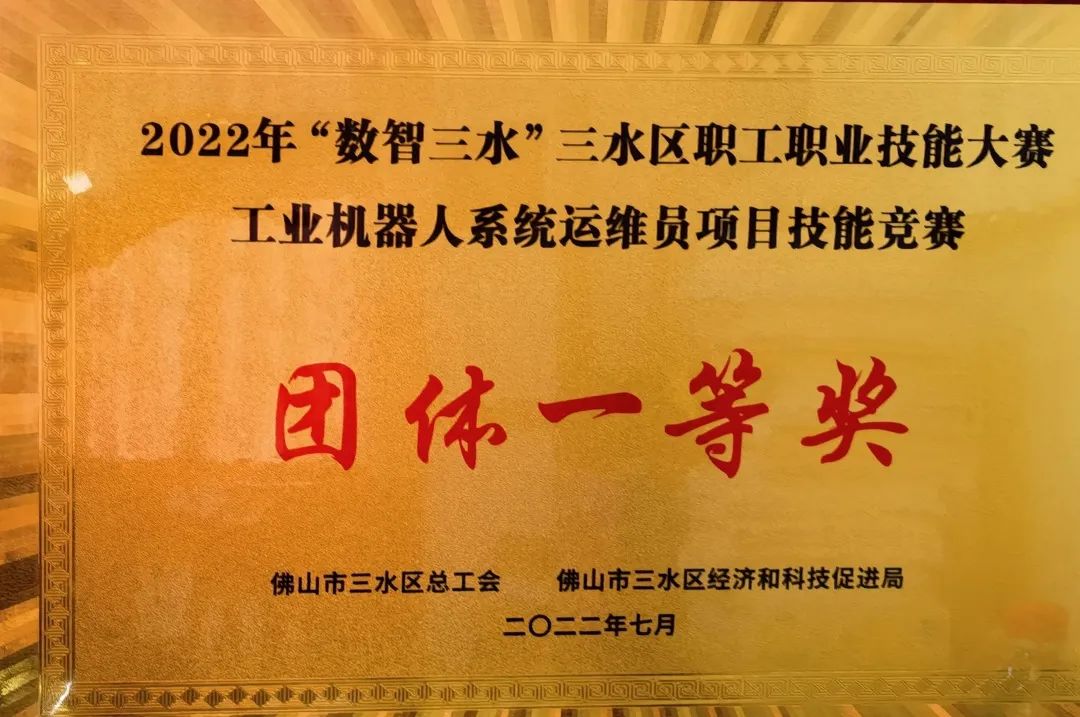 2022年“数智三水”三水区职工职业技能大赛
工业机器人系统运维员项目技能竞赛
团体一等奖
佛山市三水区总工会 佛山市三水区经济和科技促进局
二〇二二年七月